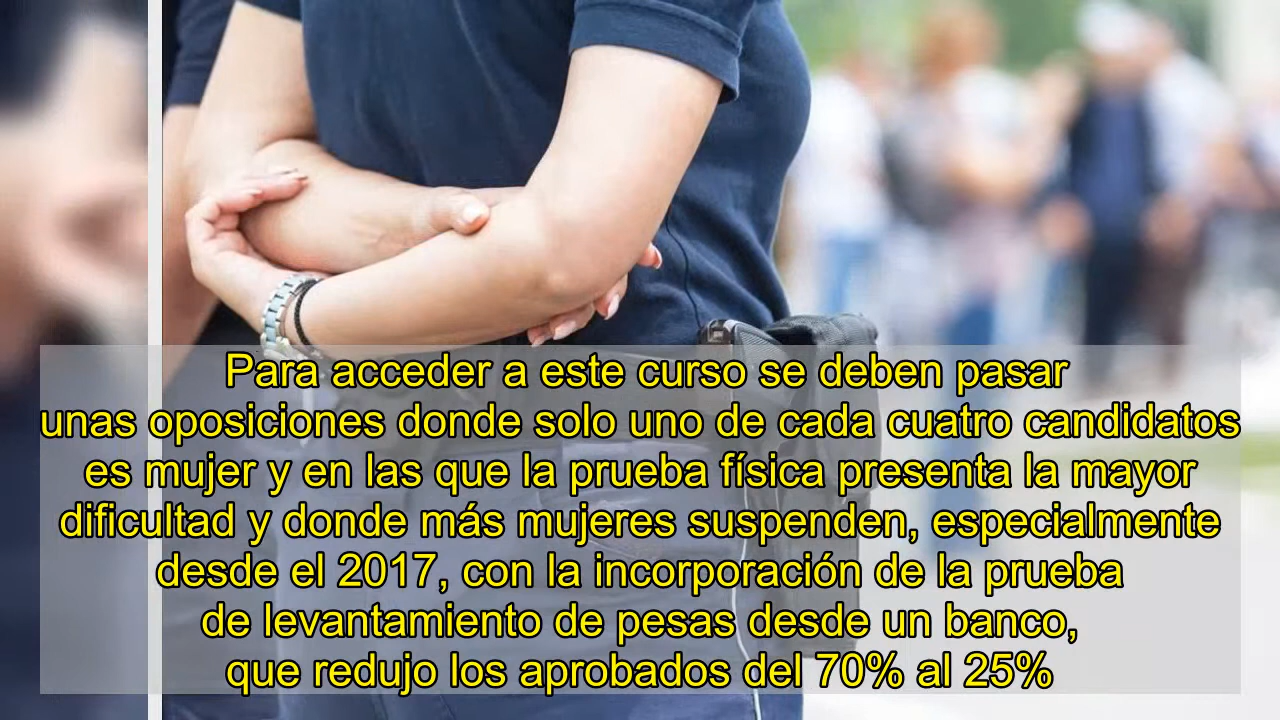 Para acceder a este curso se deben pasar
unas oposiciones donde solo uno de cada cuatro candidatos
es mujer y en las que la prueba física presenta la mayor
dificultad y donde más mujeres suspenden, especialmente
desde el 2017, con la incorporación de la prueba
de levantamiento de pesas desde un banco,
que redujo los aprobados del 70% al 25%